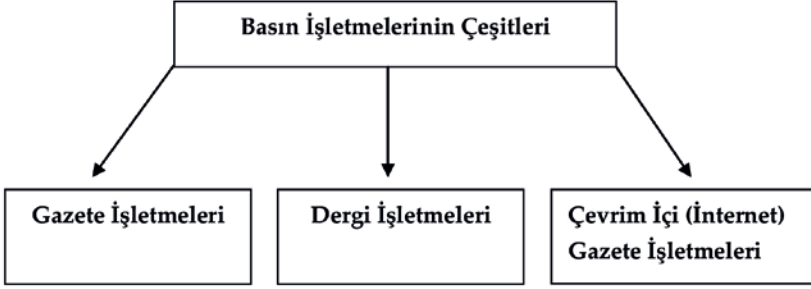 Basın İşletmelerinin Çeşitleri
Gazete İşletmeleri
Dergi İşletmeleri
Çevrim İçi (İnternet)
Gazete İşletmeleri